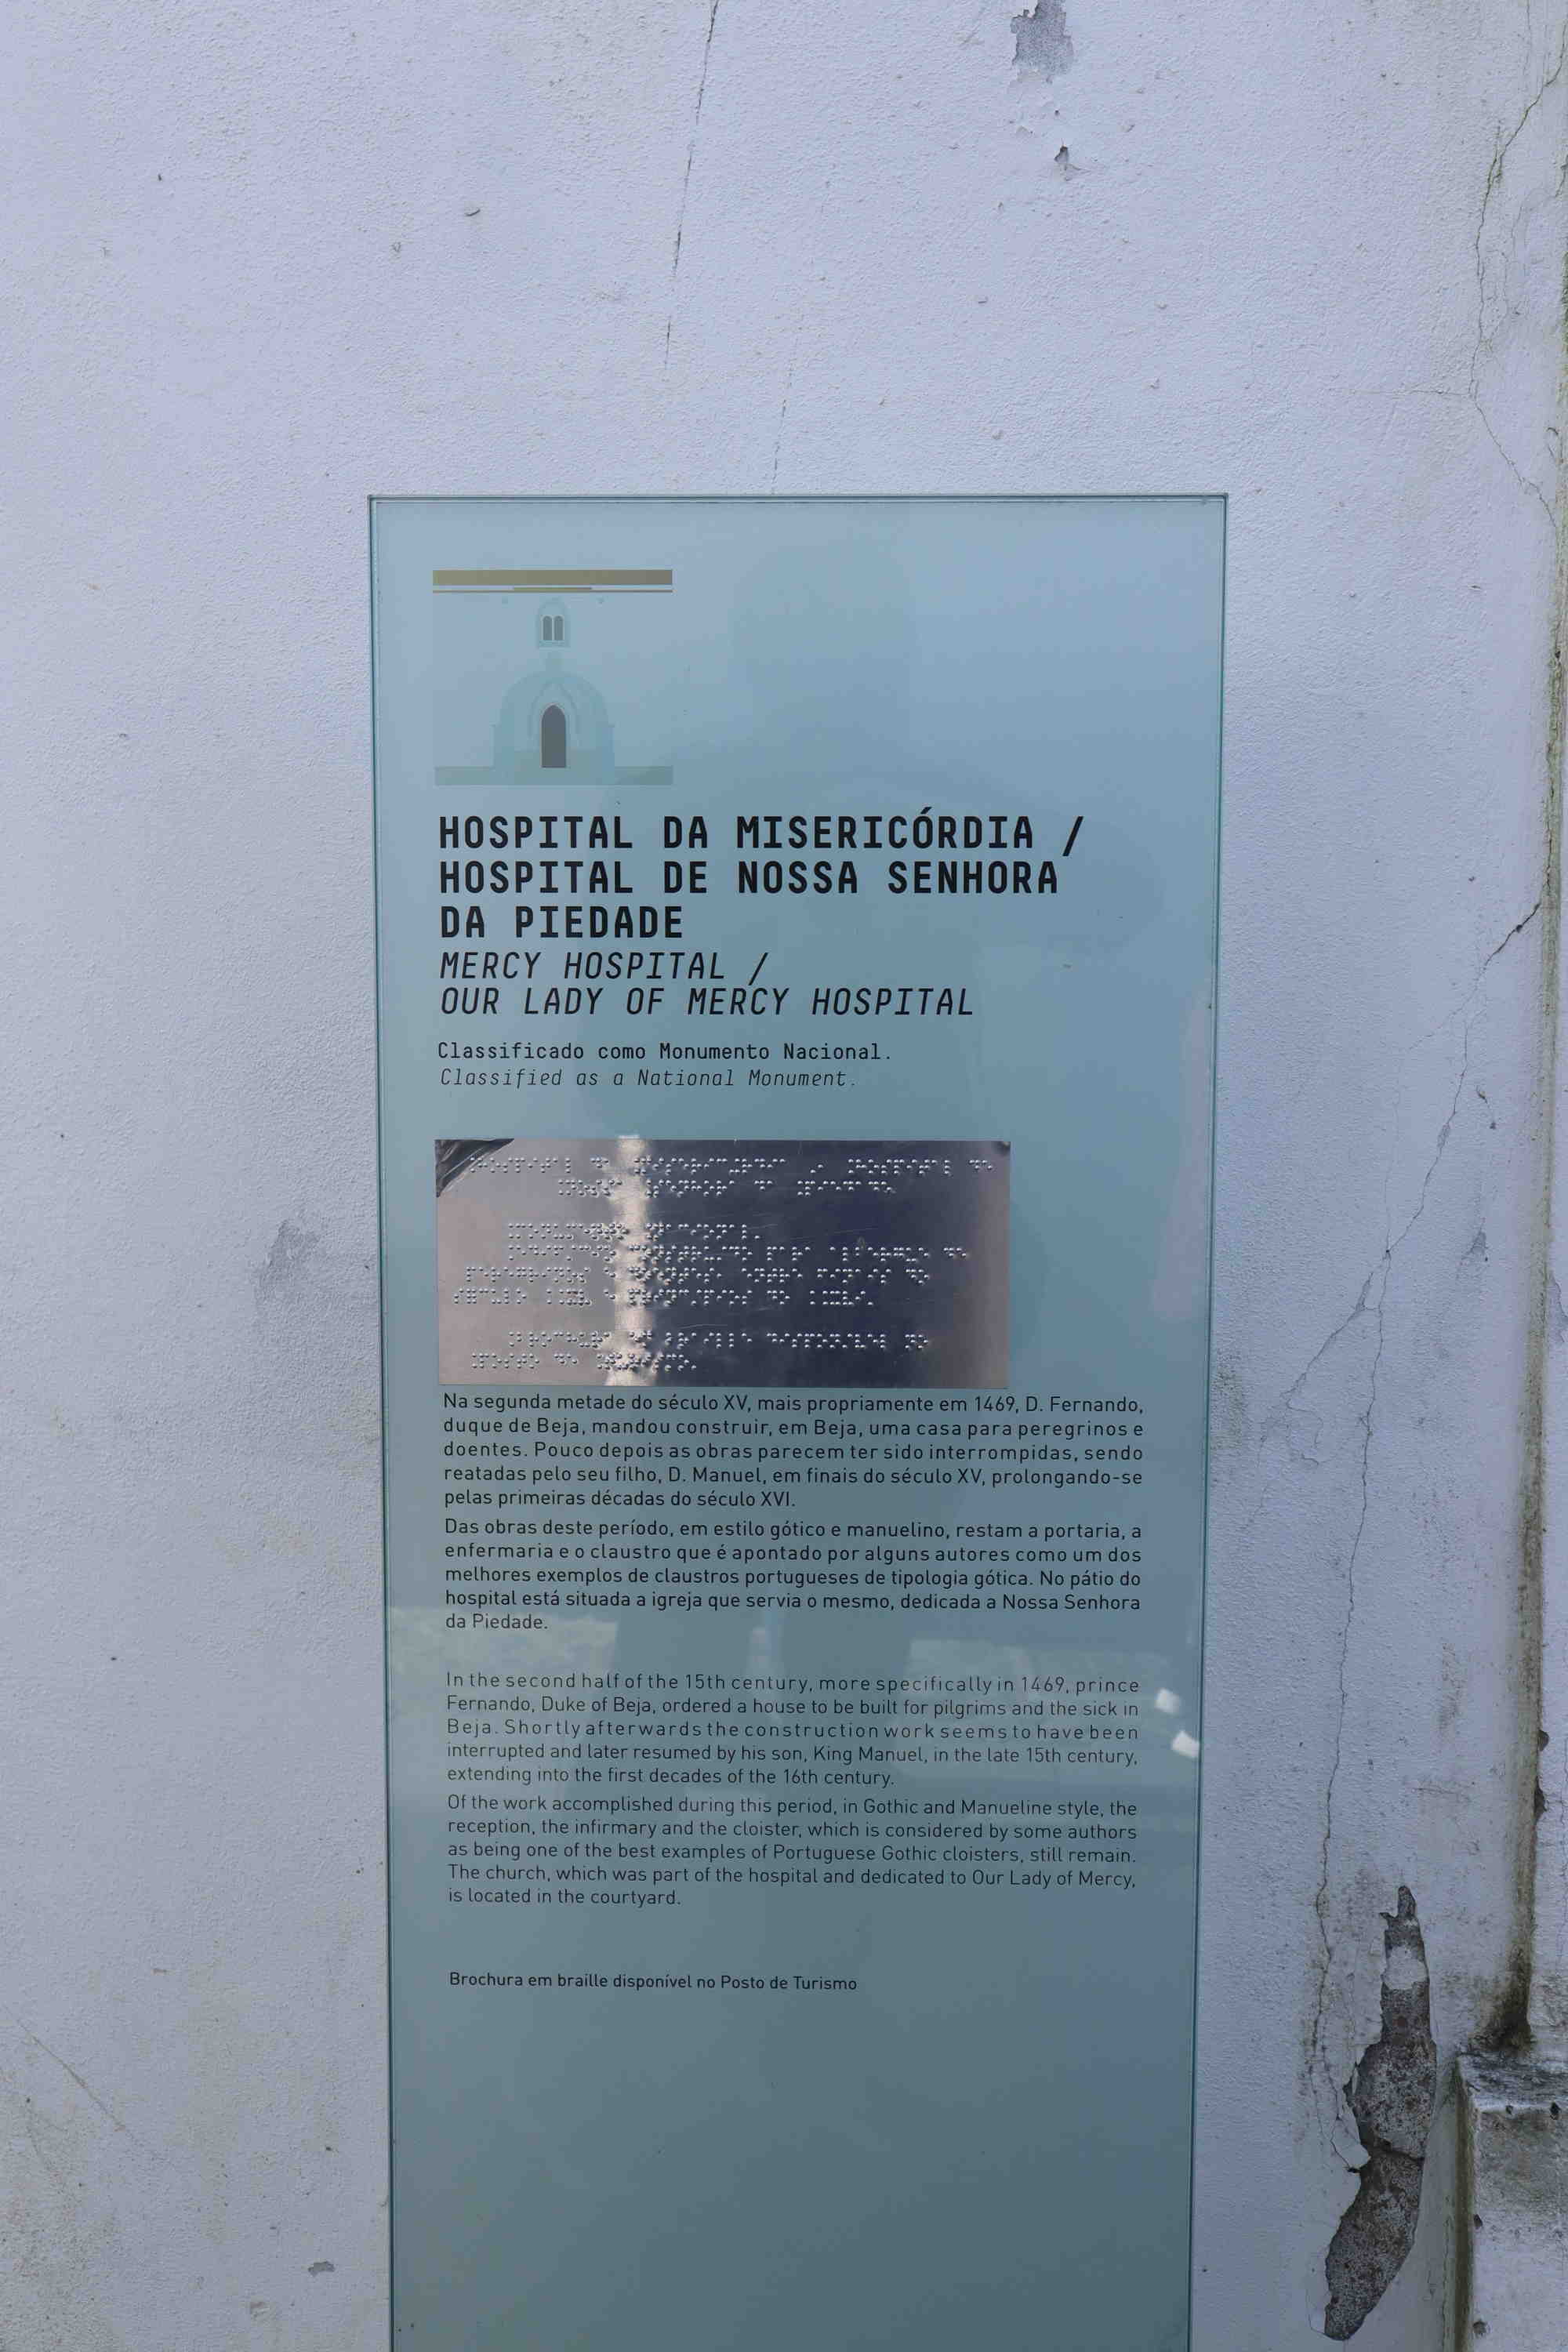 HOSPITAL DA MISERICÓRDIA /
HOSPITAL DE NOSSA SENHORA
DA PIEDADE
MERCY HOSPITAL /
OUR LADY OF MERCY HOSPITAL
Classificado como Monumento Nacional.
Classified as a National Monument.
Na segunda metade do século XV, mais propriamente em 1469, D. Fernando,
duque de Beja, mandou construir, em Beja, uma casa para peregrinos e
doentes. Pouco depois as obras parecem ter sido interrompidas, sendo
reatadas pelo seu filho, D. Manuel, em finais do século XV, prolongando-se
pelas primeiras décadas do século XVI.
Das obras deste período, em estilo gótico e manuelino, restam a portaria, a
enfermaria e o claustro que é apontado por alguns autores como um dos
melhores exemplos de claustros portugueses de tipologia gótica. No pátio do
hospital está situada a igreja que servia o mesmo, dedicada a Nossa Senhora
da Piedade.
In the second half of the 15th century, more specifically in 1469, prince
Fernando, Duke of Beja, ordered a house to be built for pilgrims and the sick in
Beja. Shortly afterwards the construction work seems to have been
interrupted and later resumed by his son, King Manuel, in the late 15th century,
extending into the first decades of the 16th century.
Of the work accomplished during this period, in Gothic and Manueline style, the
reception, the infirmary and the cloister, which is considered by some authors
as being one of the best examples of Portuguese Gothic cloisters, still remain.
The church, which was part of the hospital and dedicated to Our Lady of Mercy,
is located in the courtyard.
Brochura em braille disponível no Posto de Turismo